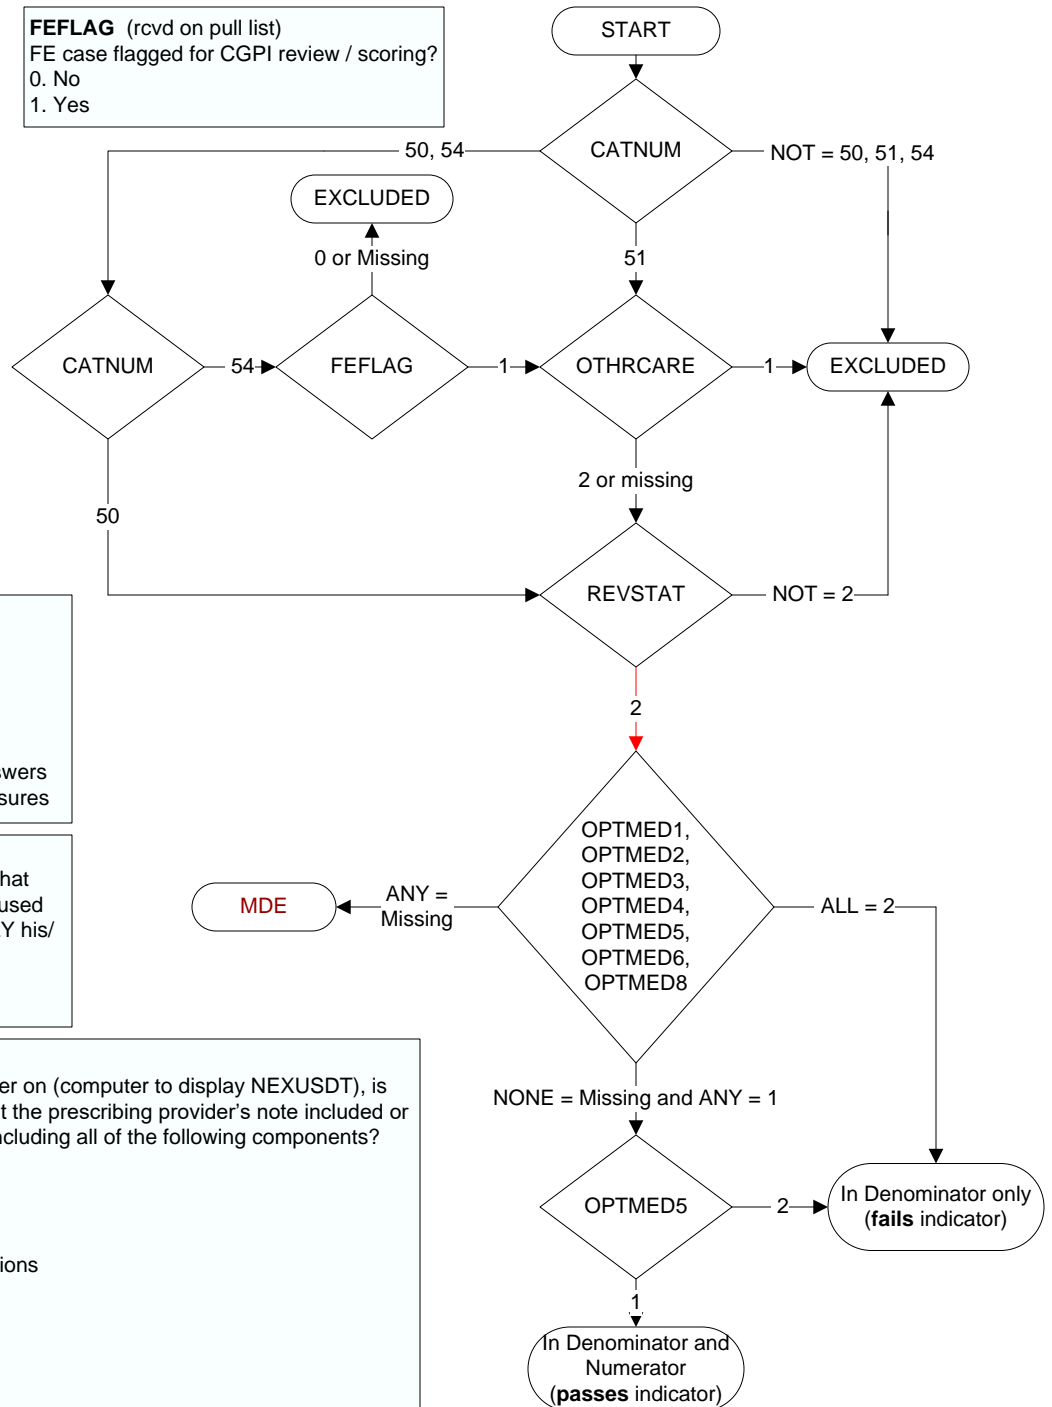 FEFLAG (rcvd on pull list)
FE case flagged for CGPI review / scoring?
0. No
1. Yes
START
CATNUM
50, 54
NOT = 50, 51, 54
EXCLUDED
0 or Missing
51
CATNUM
54
FEFLAG
1
OTHRCARE
1
EXCLUDED
2 or missing
50
REVSTAT
NOT = 2
2
swers
sures
OPTMED1,
OPTMED2,
OPTMED3,
OPTMED4,
OPTMED5,
OPTMED6,
OPTMED8
MDE
ANY =
Missing
ALL = 2
hat
used
Y his/
er on (computer to display NEXUSDT), is
t the prescribing provider's note included or
ncluding all of the following components?
ions
NONE = Missing and ANY = 1
OPTMED5
2
In Denominator only
(fails indicator)
1
In Denominator and
Numerator
(passes indicator)